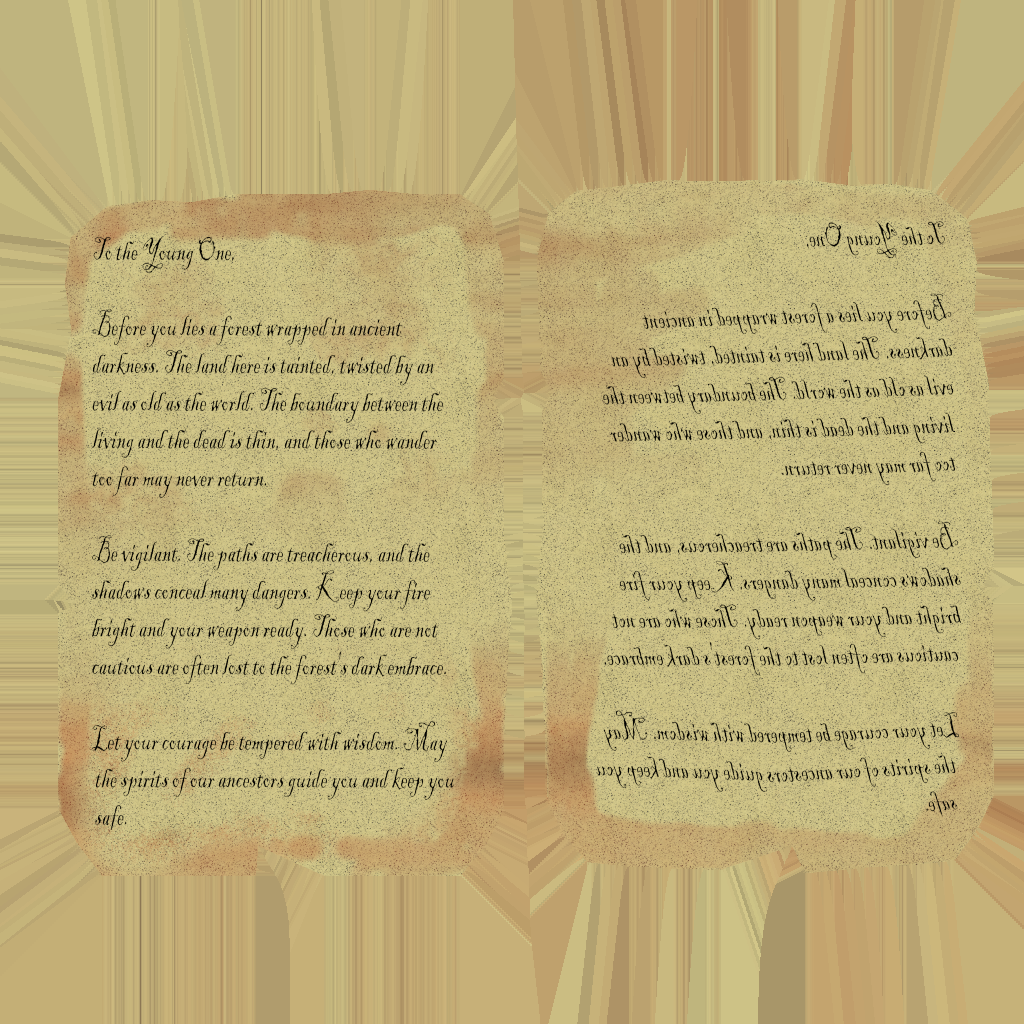 To the Young One,
Before you lies a forest wrapped in ancient
darkness. The land here is tainted, twisted by an
evil as old as the world. The boundary between the
living and the dead is thin, and those who wander
too far may never return.
Be vigilant. The paths are treacherous, and the
shadows conceal many dangers. Keep your fire
bright and your weapon ready. Those who are not
cautious are often lost to the forest's dark embrace.
Let your courage be tempered with wisdom. May
the spirits of our ancestors guide you and keep you
safe.
To the Young One,
Before you lies a forest wrapped in ancient
darkness. The land here is tainted, twisted by an
evil as old as the world. The boundary between the
living and the dead is thin, and those who wander
too far may never return.
Be vigilant. The paths are treacherous, and the
shadows conceal many dangers. Keep your fire
bright and your weapon ready. Those who are not
cautious are often lost to the forest's dark embrace.
Let your courage be tempered with wisdom. May
the spirits of our ancestors guide you and keep you
safe.